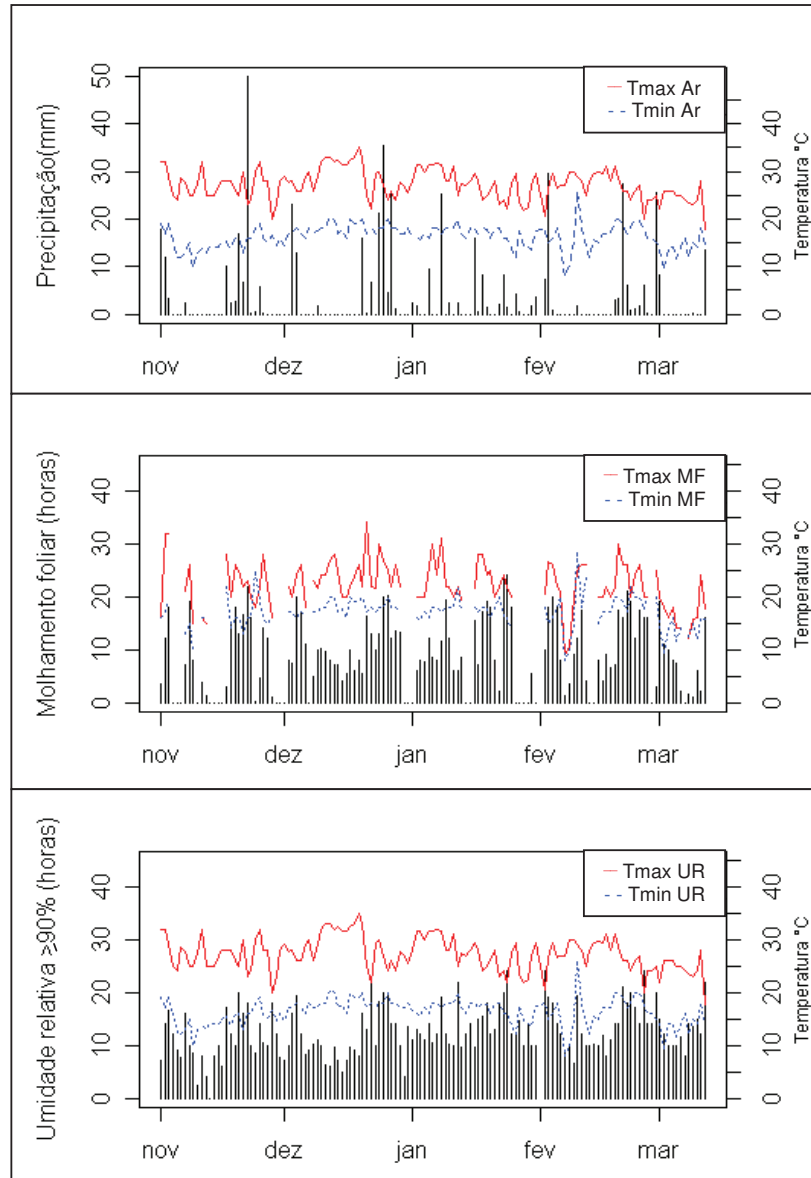 Precipitação(mm)
50
40
30
20
10
0
Tmax Ar
Tmin Ar
40
30
20
10
0
Temperatura °C
nov dez jan fev mar
Molhamento foliar (horas)
40
30
20
10
0
Tmax MF
Tmin MF
40
30
20
10
0
Temperatura °C
nov dez jan fev mar
Umidade relativa ≥90% (horas)
40
30
20
10
0
Tmax UR
Tmin UR
40
30
20
10
0
Temperatura °C
nov dez jan fev mar